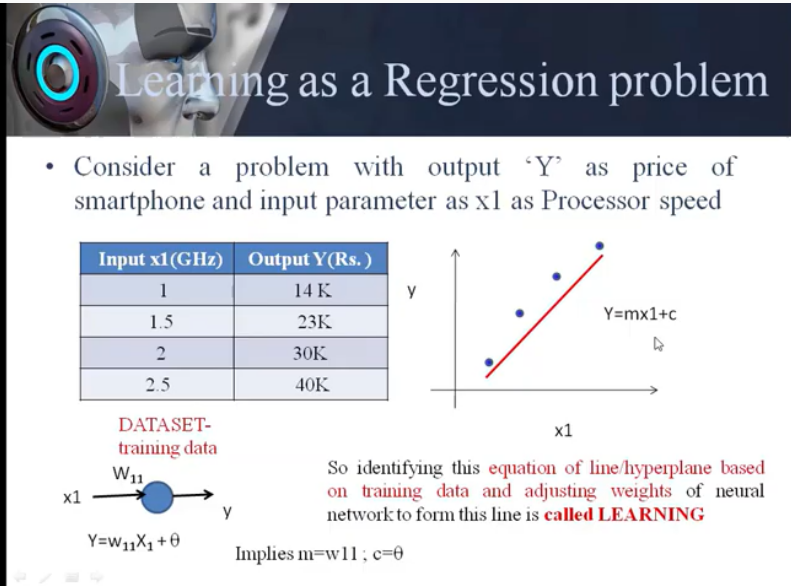 Learning as a Regression problem
• Consider a problem with output ‘Y’ as price of
smartphone and input parameter as x1 as Processor speed
Input x1(GHz) Output Y(Rs. )
1 14 K
1.5 23K
2 30K
2.5 40K
y
Y=mx1+c
x1
DATASET-
training data
W₁₁
x1
y
Y=w₁₁X₁+θ
So identifying this equation of line/hyperplane based
on training data and adjusting weights of neural
network to form this line is called LEARNING
Implies m=w11 ; c=θ